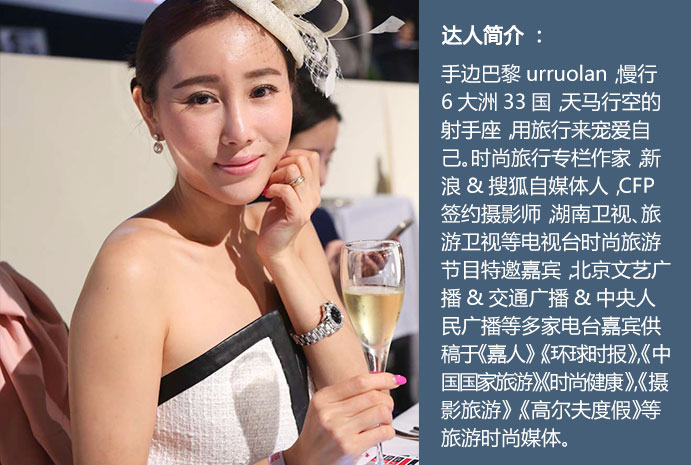 达人简介 ：
手边巴黎 urruolan ,慢行
6 大洲 33 国 ,天马行空的
射手座 ,用旅行来宠爱自
己。时尚旅行专栏作家 ,新
浪 & 搜狐自媒体人 ,CFP
签约摄影师 ,湖南卫视、旅
游卫视等电视台时尚旅游
节目特邀嘉宾 ,北京文艺广
播 & 交通广播 & 中央人
民广播等多家电台嘉宾供
稿于《嘉人》《环球时报》,《中
国国家旅游》《时尚健康》,《摄
影旅游》,《高尔夫度假》等
旅游时尚媒体。